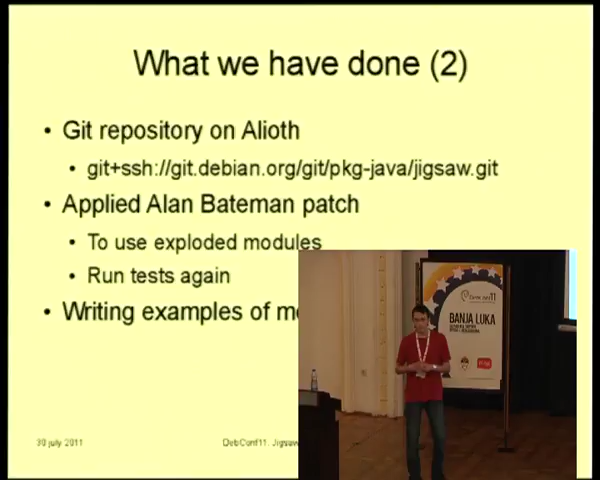 What we have done (2)
• Git repository on Alioth
• git+ssh://git.debian.org/git/pkg-java/jigsaw.git
• Applied Alan Bateman patch
• To use exploded modules
• Run tests again
• Writing examples of m
30 july 2011
DebConf11. Jigsaw
BANJA LUKA